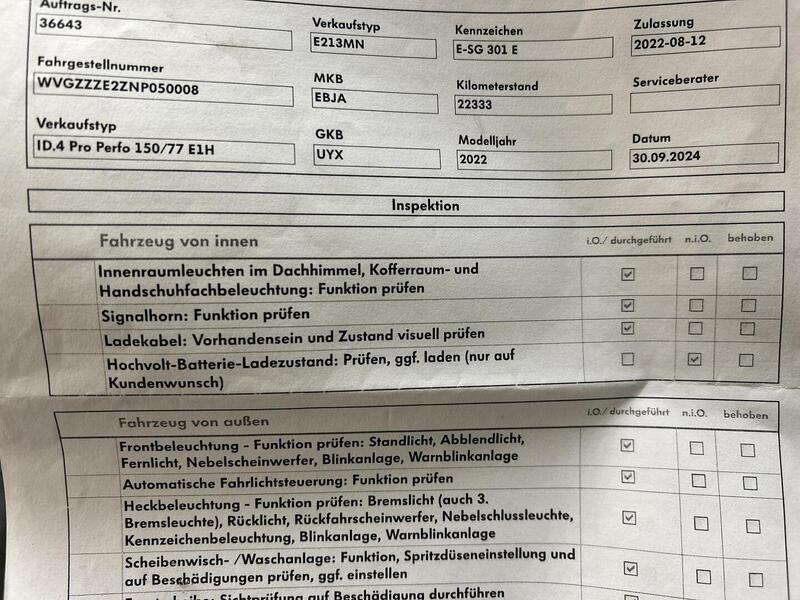 Auftrags-Nr.
36643
Verkaufstyp
E213MN
Kennzeichen
E-SG 301 E
Zulassung
2022-08-12
Fahrgestellnummer
WVGZZZE2ZNP050008
MKB
EBJA
Kilometerstand
22333
Serviceberater
Verkaufstyp
ID.4 Pro Perfo 150/77 E1H
GKB
UYX
Modelljahr
2022
Datum
30.09.2024
Inspektion
Fahrzeug von innen
i.O./ durchgeführt
n.i.O.
behoben
Innenraumleuchten im Dachhimmel, Kofferraum- und
Handschuhfachbeleuchtung: Funktion prüfen
Signalhorn: Funktion prüfen
Ladekabel: Vorhandensein und Zustand visuell prüfen
Hochvolt-Batterie-Ladezustand: Prüfen, ggf. laden (nur auf
Kundenwunsch)
Fahrzeug von außen
i.O./ durchgeführt
n.i.O.
behoben
Frontbeleuchtung - Funktion prüfen: Standlicht, Abblendlicht,
Fernlicht, Nebelscheinwerfer, Blinkanlage, Warnblinkanlage
Automatische Fahrlichtsteuerung: Funktion prüfen
Heckbeleuchtung - Funktion prüfen: Bremslicht (auch 3.
Bremsleuchte), Rücklicht, Rückfahrscheinwerfer, Nebelschlussleuchte,
Kennzeichenbeleuchtung, Blinkanlage, Warnblinkanlage
Scheibenwisch- /Waschanlage: Funktion, Spritzdüseneinstellung und
auf Beschädigungen prüfen, ggf. einstellen
Sichtprüfung auf Beschädigung durchführen